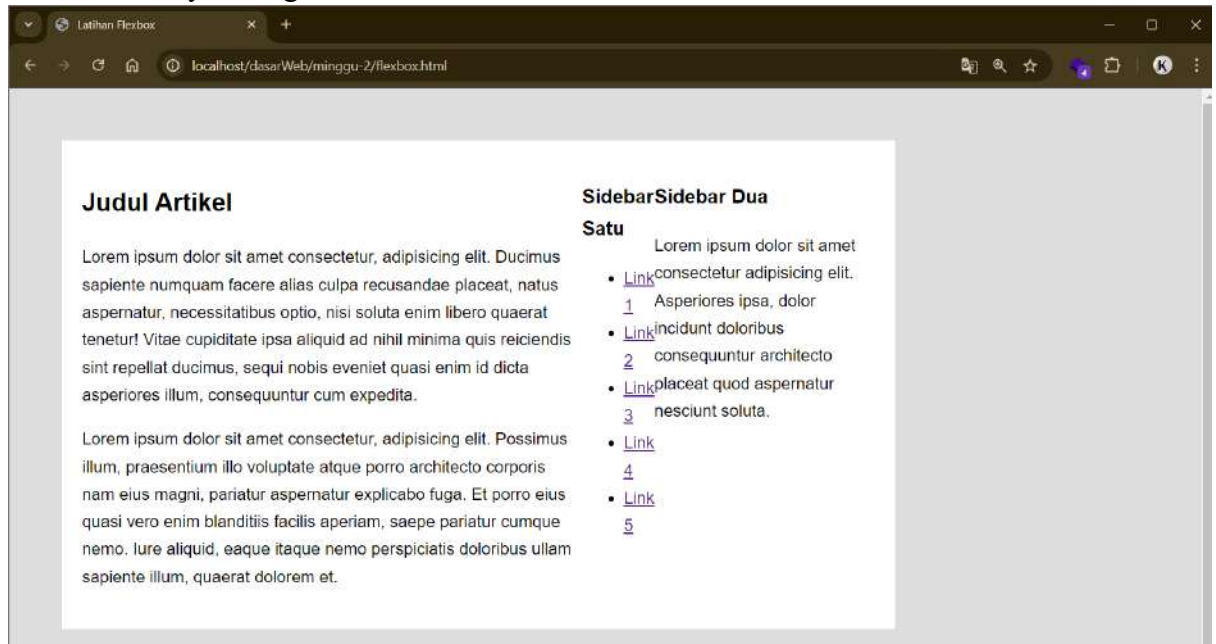 Latihan Flexbox
localhost/dasarWeb/minggu-2/flexbox.html
K
Judul Artikel
Lorem ipsum dolor sit amet consectetur, adipisicing elit. Ducimus
sapiente numquam facere alias culpa recusandae placeat, natus
aspernatur, necessitatibus optio, nisi soluta enim libero quaerat
tenetur! Vitae cupiditate ipsa aliquid ad nihil minima quis reiciendis
sint repellat ducimus, sequi nobis eveniet quasi enim id dicta
asperiores illum, consequuntur cum expedita.
Lorem ipsum dolor sit amet consectetur, adipisicing elit. Possimus
illum, praesentium illo voluptate atque porro architecto corporis
nam eius magni, pariatur aspernatur explicabo fuga. Et porro eius
quasi vero enim blanditiis facilis aperiam, saepe pariatur cumque
nemo. Iure aliquid, eaque itaque nemo perspiciatis doloribus ullam
sapiente illum, quaerat dolorem et.
Sidebar
Satu
Link
1
Link
2
Link
3
Link
4
Link
5
Sidebar Dua
Lorem ipsum dolor sit amet
consectetur adipisicing elit.
Asperiores ipsa, dolor
incidunt doloribus
consequuntur architecto
placeat quod aspernatur
nesciunt soluta.